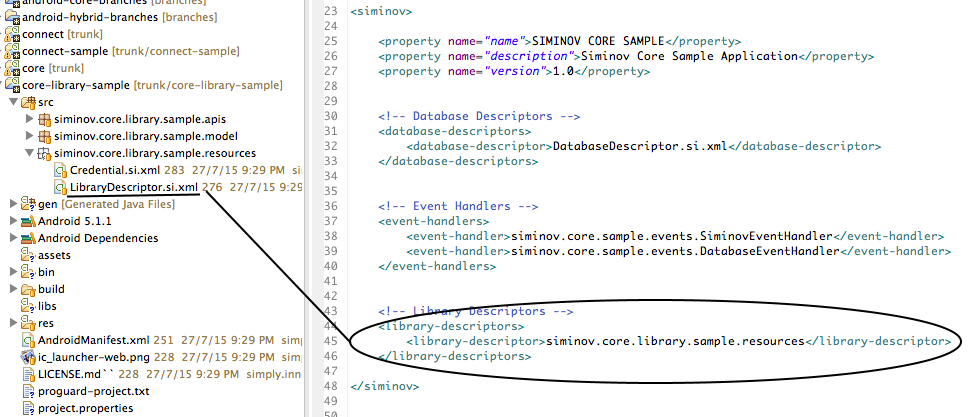 android-core-branches [branches]
android-hybrid-branches [branches]
connect [trunk]
connect-sample [trunk/connect-sample]
core [trunk]
core-library-sample [trunk/core-library-sample]
src
siminov.core.library.sample.apis
siminov.core.library.sample.model
siminov.core.library.sample.resources
Credential.si.xml 283 27/7/15 9:29 PM si
LibraryDescriptor.si.xml 276 27/7/15 9:29
gen [Generated Java Files]
Android 5.1.1
Android Dependencies
assets
bin
build
libs
res
AndroidManifest.xml 251 27/7/15 9:29 PM sim
ic_launcher-web.png 228 27/7/15 9:29 PM sim
LICENSE.md`` 228 27/7/15 9:29 PM simply.inn
proguard-project.txt
project.properties
23 <siminov>
24
25 <property name="name">SIMINOV CORE SAMPLE</property>
26 <property name="description">Siminov Core Sample Application</property>
27 <property name="version">1.0</property>
28
29
30 <!-- Database Descriptors -->
31 <database-descriptors>
32 <database-descriptor>DatabaseDescriptor.si.xml</database-descriptor>
33 </database-descriptors>
34
35
36 <!-- Event Handlers -->
37 <event-handlers>
38 <event-handler>siminov.core.sample.events.SiminovEventHandler</event-handler>
39 <event-handler>siminov.core.sample.events.DatabaseEventHandler</event-handler>
40 </event-handlers>
41
42
43 <!-- Library Descriptors -->
44 <library-descriptors>
45 <library-descriptor>siminov.core.library.sample.resources</library-descriptor>
46 </library-descriptors>
47
48 </siminov>
49
50